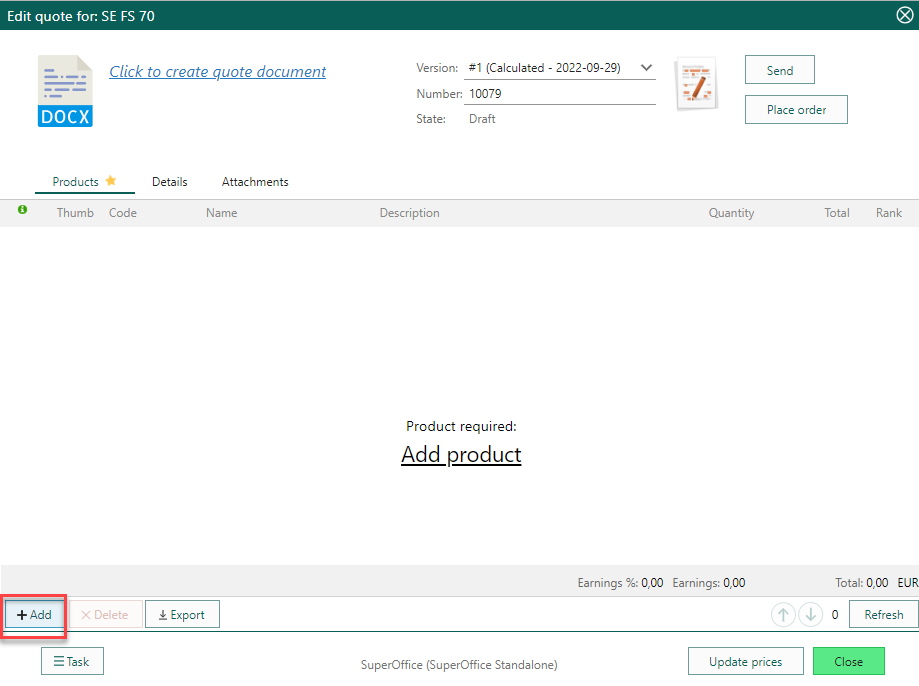 Edit quote for: SE FS 70
Click to create quote document
DOCX
Version: #1 (Calculated - 2022-09-29)
Number: 10079
State: Draft
Send
Place order
Products Details Attachments
Thumb Code Name Description Quantity Total Rank
Product required:
Add product
Earnings %: 0,00 Earnings: 0,00 Total: 0,00 EUR
+ Add × Delete Export 0 Refresh
Task SuperOffice (SuperOffice Standalone) Update prices Close